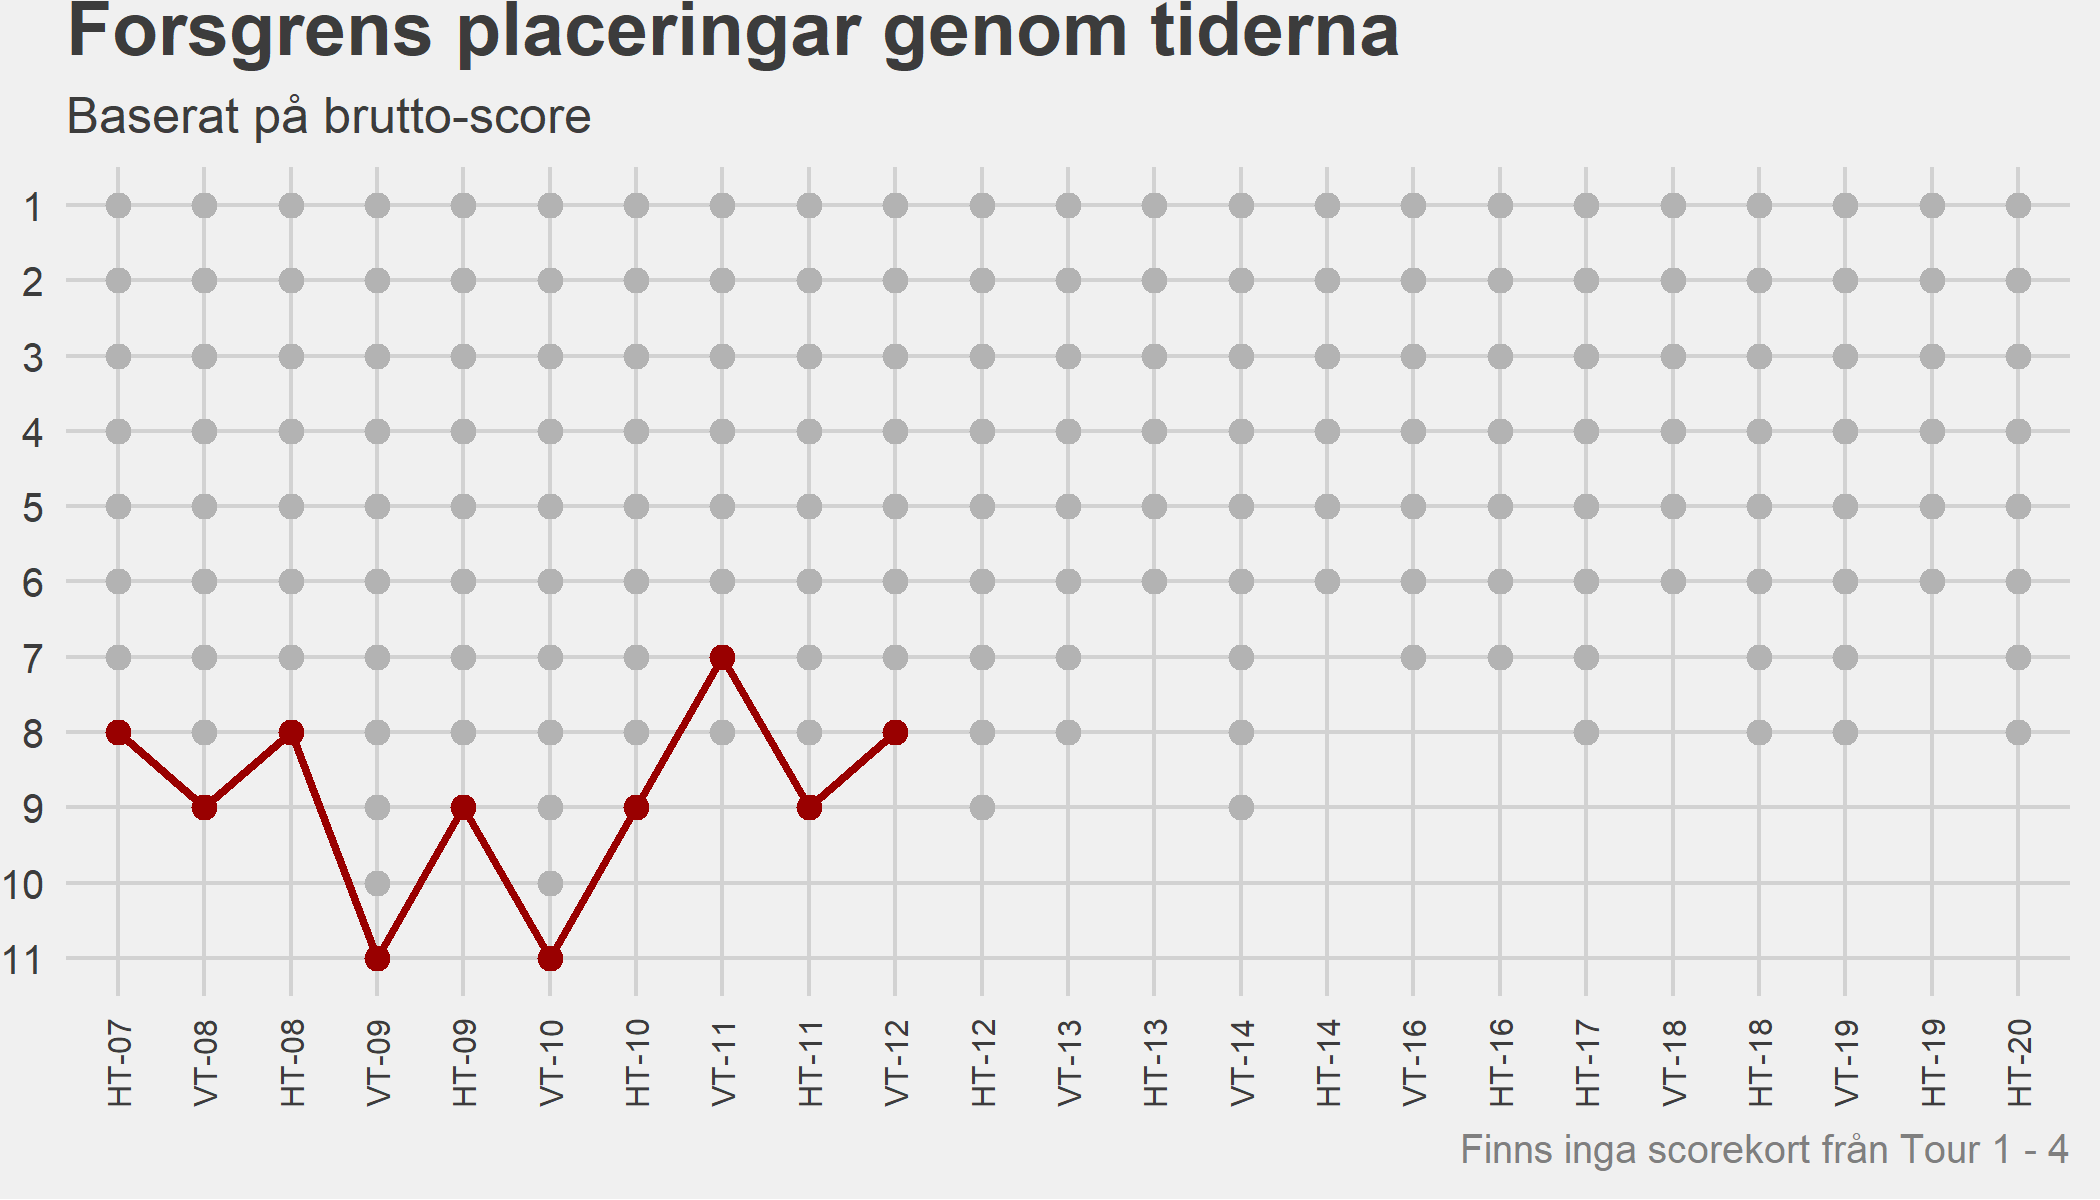 Forsgrens placeringar genom tiderna
Baserat på brutto-score
1
2
3
4
5
6
7
8
9
10
11
HT-07
VT-08
HT-08
VT-09
HT-09
VT-10
HT-10
VT-11
HT-11
VT-12
HT-12
VT-13
HT-13
VT-14
HT-14
VT-16
HT-16
HT-17
VT-18
HT-18
VT-19
HT-19
HT-20
Finns inga scorekort från Tour 1 - 4